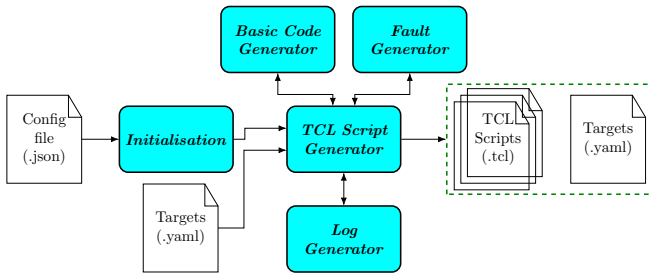 Basic Code
Generator
Fault
Generator
Config
file
(.json)
Initialisation
TCL Script
Generator
TCL
Scripts
(.tcl)
Targets
(.yaml)
Targets
(.yaml)
Log
Generator